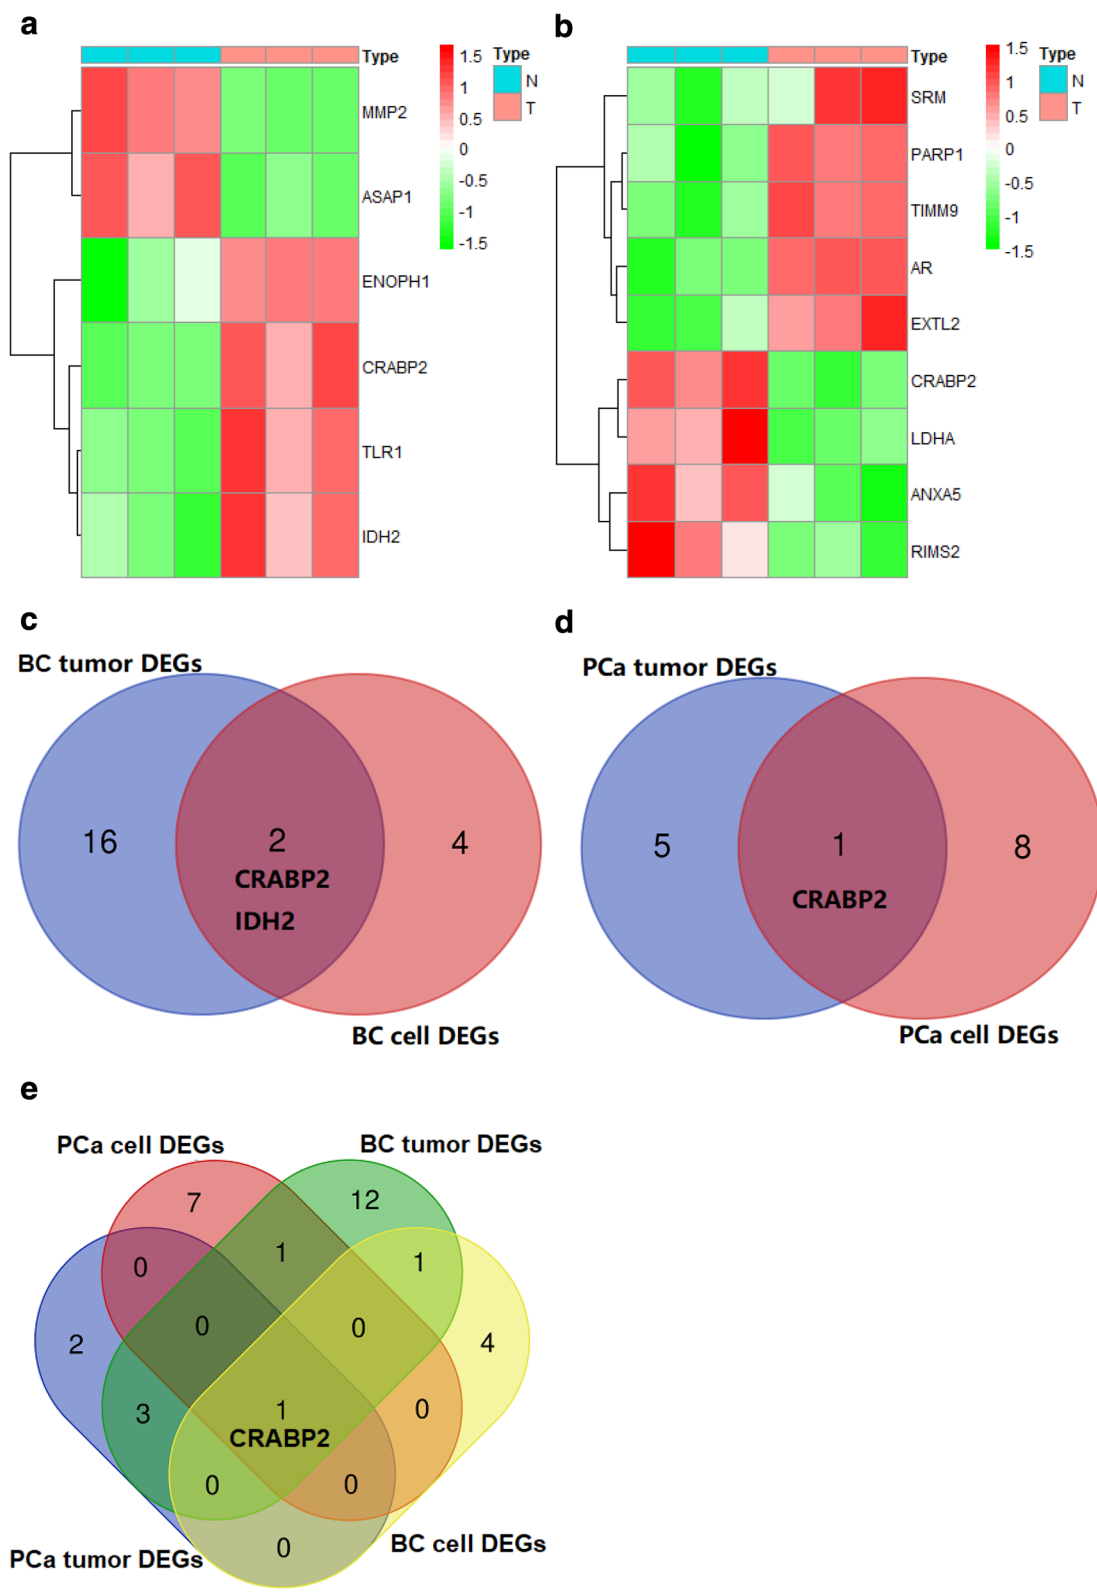 a
Type
MMP2
ASAP1
ENOPH1
CRABP2
TLR1
IDH2
1.5
1
0.5
0
-0.5
-1
-1.5
Type
N
T
b
Type
SRM
PARP1
TIMM9
AR
EXTL2
CRABP2
LDHA
ANXA5
RIMS2
1.5
1
0.5
0
-0.5
-1
-1.5
Type
N
T
c
BC tumor DEGs
16
2
4
CRABP2
IDH2
BC cell DEGs
d
PCa tumor DEGs
5
1
8
CRABP2
PCa cell DEGs
e
PCa cell DEGs
BC tumor DEGs
7
12
0
1
1
2
0
0
4
3
1
0
CRABP2
0
0
0
PCa tumor DEGs
BC cell DEGs